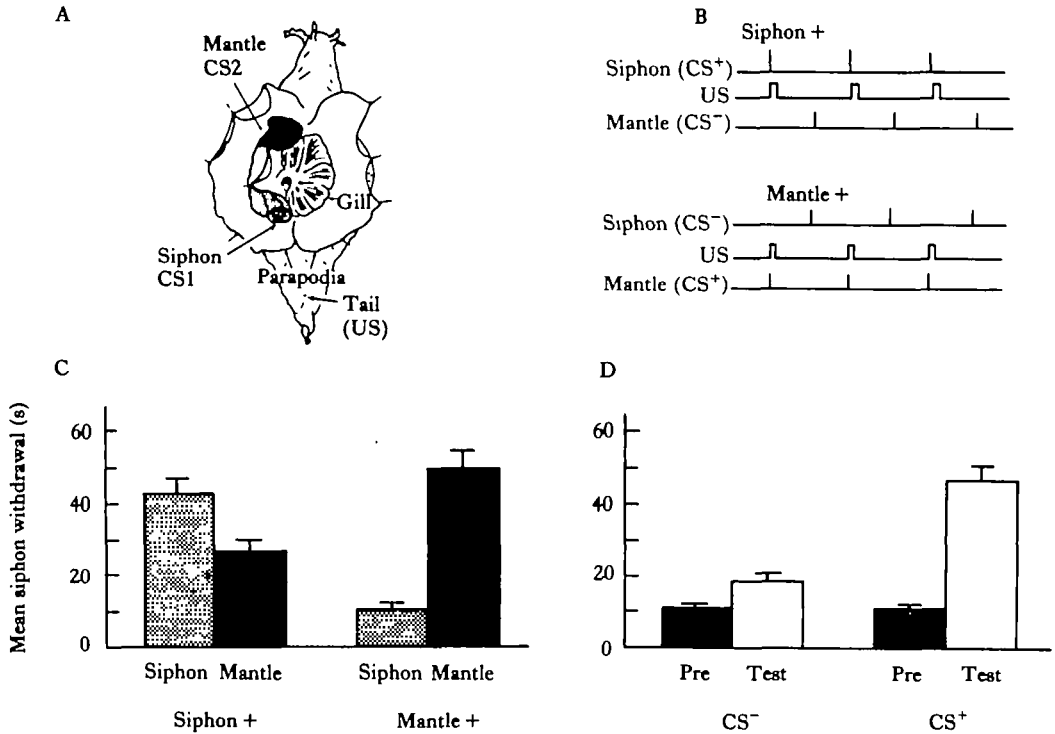 A
Mantle
CS2
Gill
Siphon
CS1
Parapodia
Tail
(US)
B
Siphon +
Siphon (CS+)
US
Mantle (CS−)
Mantle +
Siphon (CS−)
US
Mantle (CS+)
C
Mean siphon withdrawal (s)
60
40
20
0
Siphon Mantle Siphon Mantle
Siphon + Mantle +
D
60
40
20
0
Pre Test Pre Test
CS− CS+